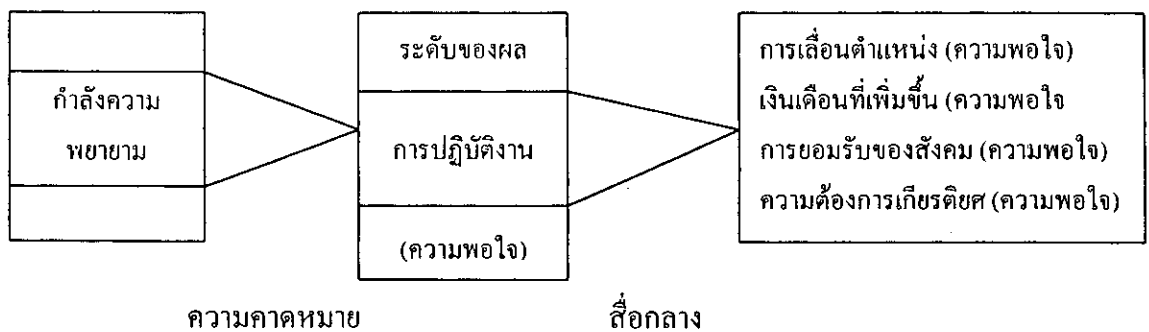 กำลังความ
พยายาม
ระดับของผล
การปฏิบัติงาน
(ความพอใจ)
การเลื่อนตำแหน่ง (ความพอใจ)
เงินเดือนที่เพิ่มขึ้น (ความพอใจ
การยอมรับของสังคม (ความพอใจ)
ความต้องการเกียรติยศ (ความพอใจ)
ความคาดหมาย
สื่อกลาง